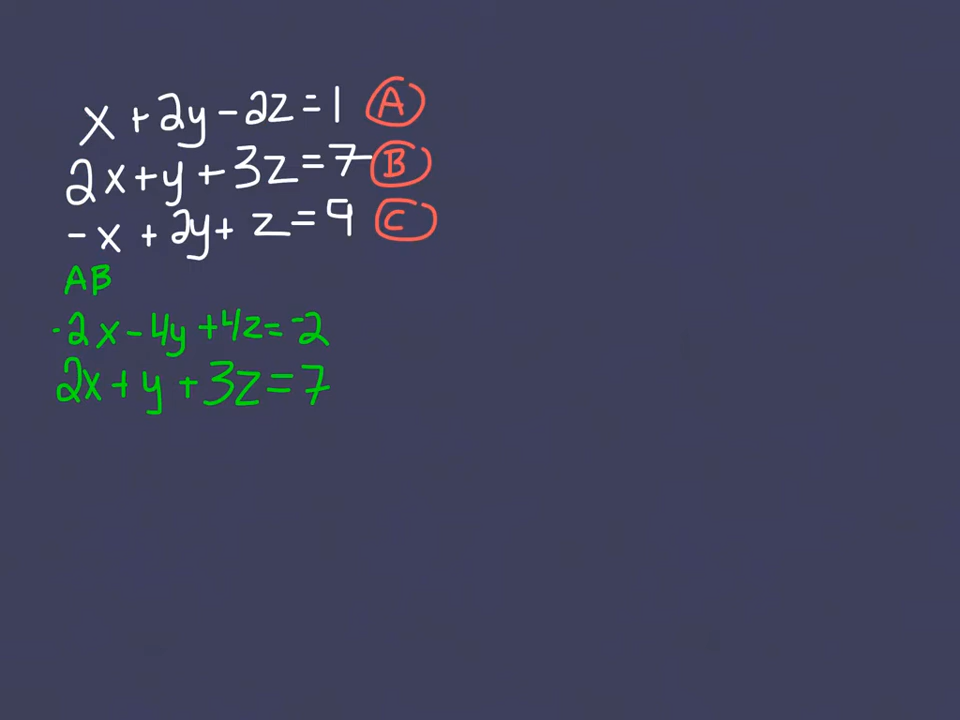 x + 2y - 2z = 1 A
2x + y + 3z = 7 B
-x + 2y + z = 9 C
AB
-2x - 4y + 4z = -2
2x + y + 3z = 7